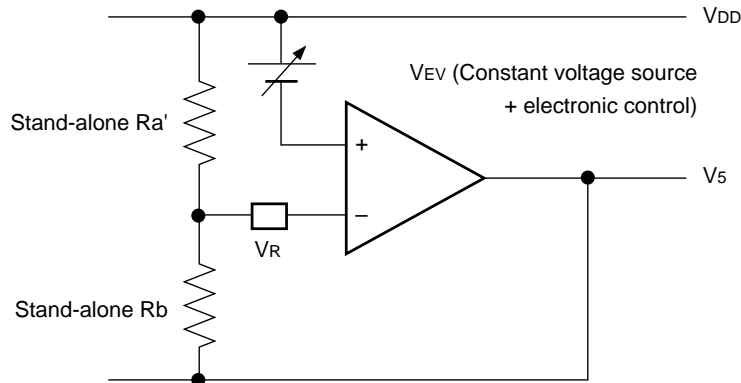 VDD
VEV (Constant voltage source
+ electronic control)
Stand-alone Ra'
+
V5
−
VR
Stand-alone Rb